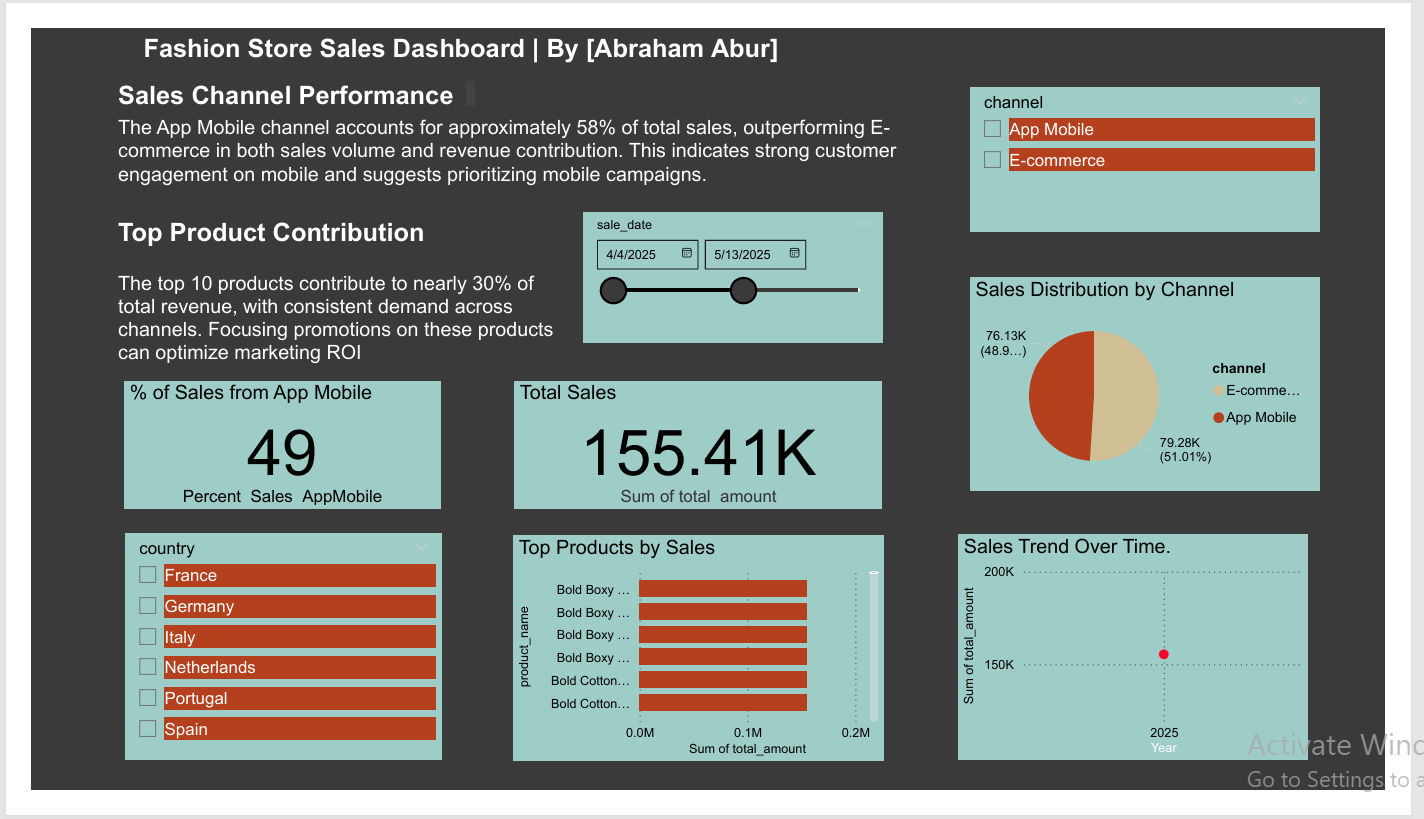 Fashion Store Sales Dashboard | By [Abraham Abur]
Sales Channel Performance
The App Mobile channel accounts for approximately 58% of total sales, outperforming E-
commerce in both sales volume and revenue contribution. This indicates strong customer
engagement on mobile and suggests prioritizing mobile campaigns.
channel
App Mobile
E-commerce
Top Product Contribution
The top 10 products contribute to nearly 30% of
total revenue, with consistent demand across
channels. Focusing promotions on these products
can optimize marketing ROI
sale_date
4/4/2025
5/13/2025
Sales Distribution by Channel
76.13K
(48.9…)
79.28K
(51.01%)
channel
E-comme…
App Mobile
% of Sales from App Mobile
49
Percent Sales AppMobile
Total Sales
155.41K
Sum of total amount
country
France
Germany
Italy
Netherlands
Portugal
Spain
Top Products by Sales
product_name
Bold Boxy …
Bold Boxy …
Bold Boxy …
Bold Boxy …
Bold Cotton…
Bold Cotton…
0.0M
0.1M
0.2M
Sum of total_amount
Sales Trend Over Time.
Sum of total_amount
200K
150K
2025
Year
Activate Wind
Go to Settings to a